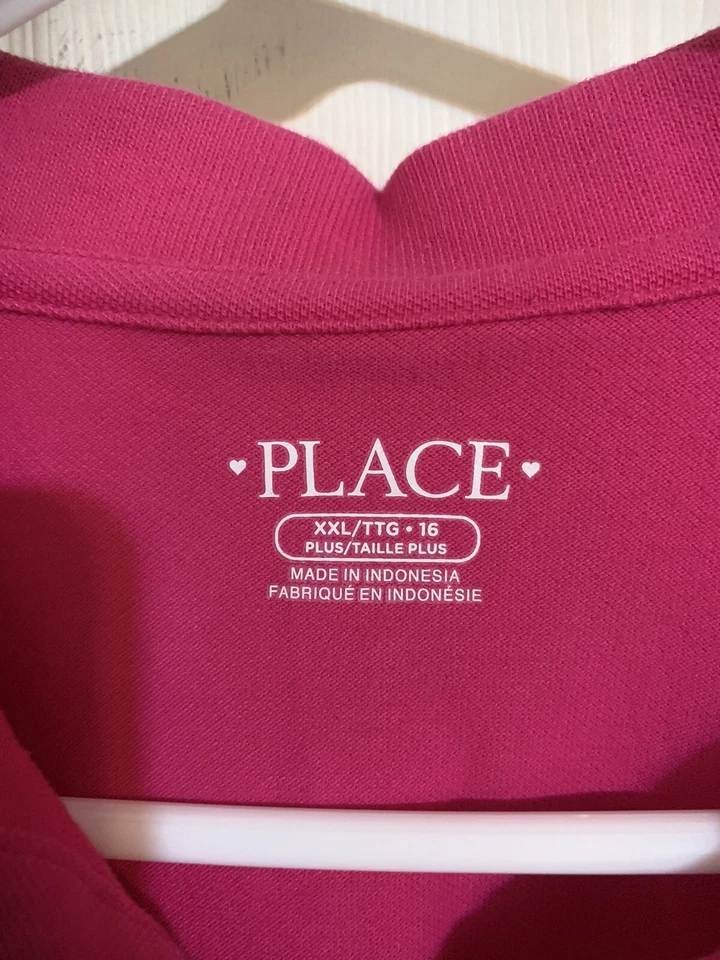 PLACE
XXL/TTG • 16
PLUS/TAILLE PLUS
MADE IN INDONESIA
FABRIQUÉ EN INDONÉSIE